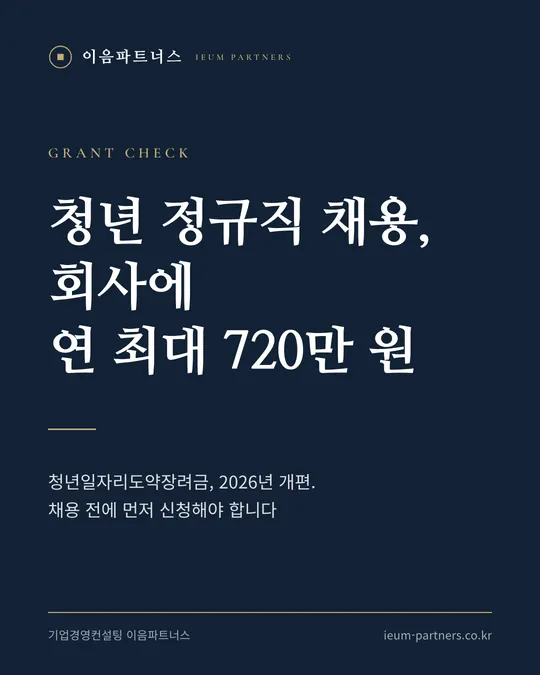 이음파트너스 IEUM PARTNERS
GRANT CHECK
청년 정규직 채용,
회사에
연 최대 720만 원
청년일자리도약장려금, 2026년 개편.
채용 전에 먼저 신청해야 합니다
기업경영컨설팅 이음파트너스 ieum-partners.co.kr